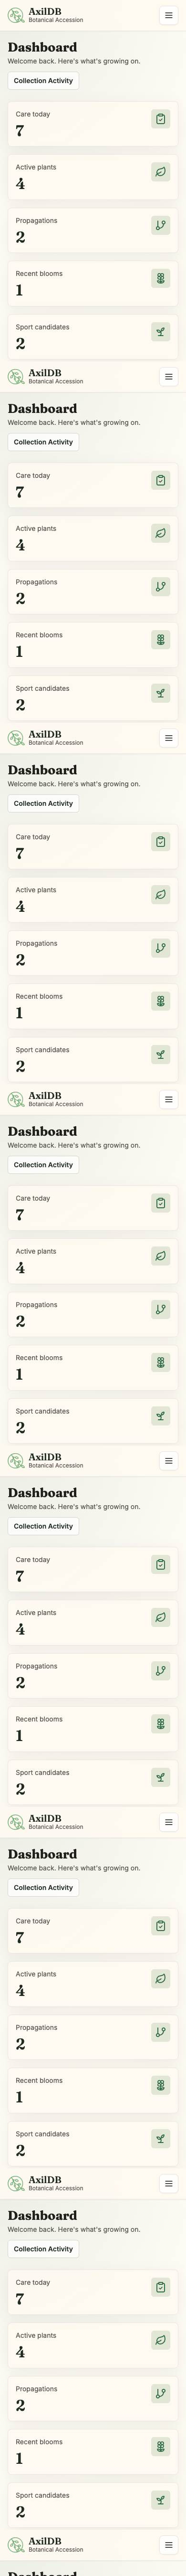 AxilDB
Botanical Accession
Dashboard
Welcome back. Here's what's growing on.
Collection Activity
Care today
7
Active plants
4
Propagations
2
Recent blooms
1
Sport candidates
2
AxilDB
Botanical Accession
Dashboard
Welcome back. Here's what's growing on.
Collection Activity
Care today
7
Active plants
4
Propagations
2
Recent blooms
1
Sport candidates
2
AxilDB
Botanical Accession
Dashboard
Welcome back. Here's what's growing on.
Collection Activity
Care today
7
Active plants
4
Propagations
2
Recent blooms
1
Sport candidates
2
AxilDB
Botanical Accession
Dashboard
Welcome back. Here's what's growing on.
Collection Activity
Care today
7
Active plants
4
Propagations
2
Recent blooms
1
Sport candidates
2
AxilDB
Botanical Accession
Dashboard
Welcome back. Here's what's growing on.
Collection Activity
Care today
7
Active plants
4
Propagations
2
Recent blooms
1
Sport candidates
2
AxilDB
Botanical Accession
Dashboard
Welcome back. Here's what's growing on.
Collection Activity
Care today
7
Active plants
4
Propagations
2
Recent blooms
1
Sport candidates
2
AxilDB
Botanical Accession
Dashboard
Welcome back. Here's what's growing on.
Collection Activity
Care today
7
Active plants
4
Propagations
2
Recent blooms
1
Sport candidates
2
AxilDB
Botanical Accession
Dashboard